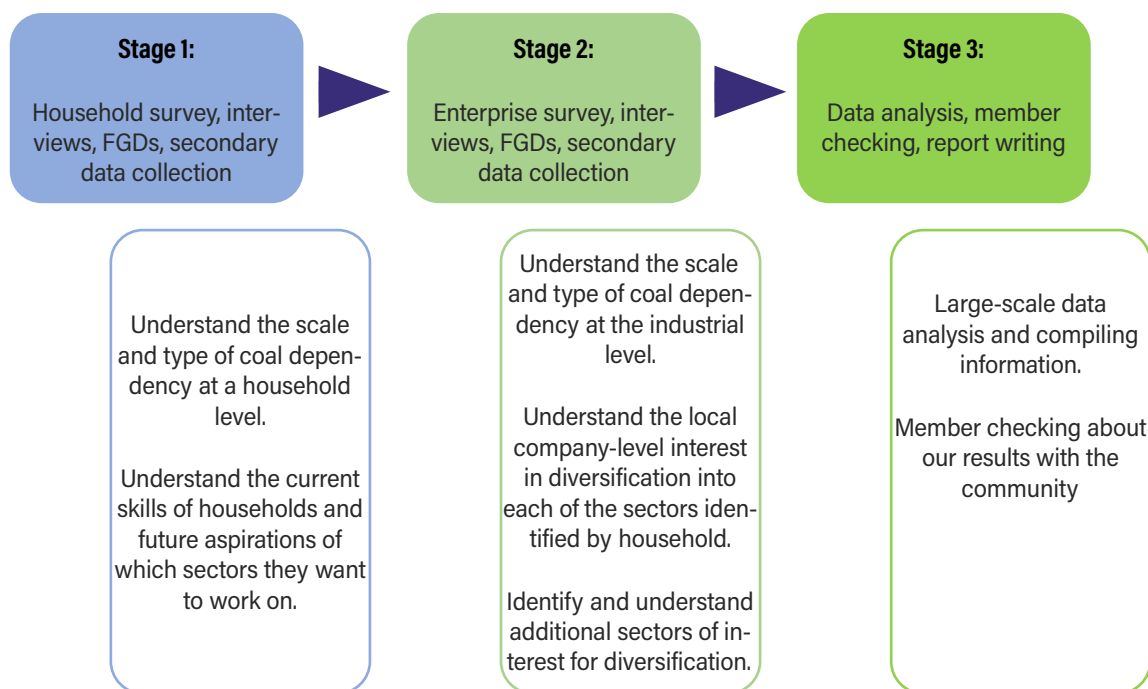 Stage 1:
Household survey, inter-
views, FGDs, secondary
data collection
Stage 2:
Enterprise survey, inter-
views, FGDs, secondary
data collection
Stage 3:
Data analysis, member
checking, report writing
Understand the scale
and type of coal depen-
dency at a household
level.
Understand the current
skills of households and
future aspirations of
which sectors they want
to work on.
Understand the scale
and type of coal depen-
dency at the industrial
level.
Understand the local
company-level interest
in diversification into
each of the sectors iden-
tified by household.
Identify and understand
additional sectors of in-
terest for diversification.
Large-scale data
analysis and compiling
information.
Member checking about
our results with the
community